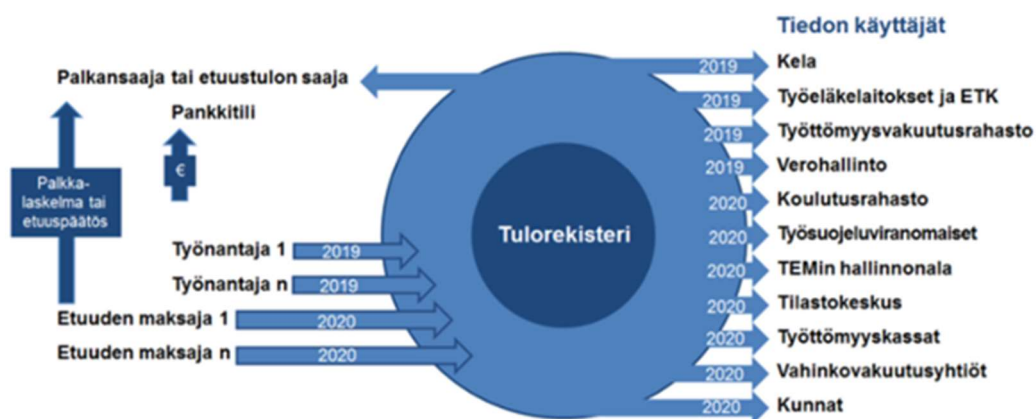 Tiedon käyttäjät
Palkansaaja tai etuustulon saaja
Pankkitili
€
Palkka-
laskelma tai
etuuspäätös
Työnantaja 1
2019
Työnantaja n
2019
Etuuden maksaja 1
2020
Etuuden maksaja n
2020
Tulorekisteri
2019
Kela
2019
Työeläkelaitokset ja ETK
2019
Työttömyysvakuutusrahasto
2019
Verohallinto
2020
Koulutusrahasto
2020
Työsuojeluviranomaiset
2020
TEMin hallinnonala
2020
Tilastokeskus
2020
Työttömyyskassat
2020
Vahinkovakuutusyhtiöt
2020
Kunnat